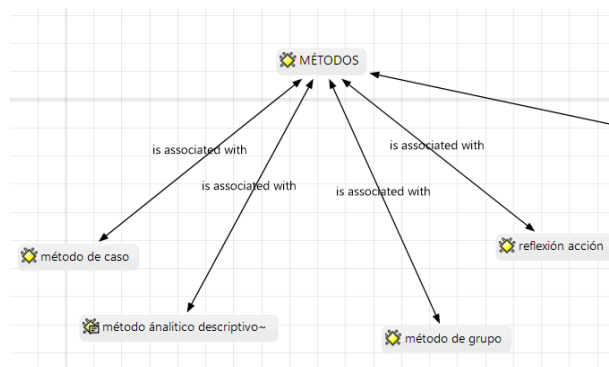 MÉTODOS
is associated with
is associated with
is associated with
is associated with
método de caso
reflexión acción
método ánalitico descriptivo~
método de grupo